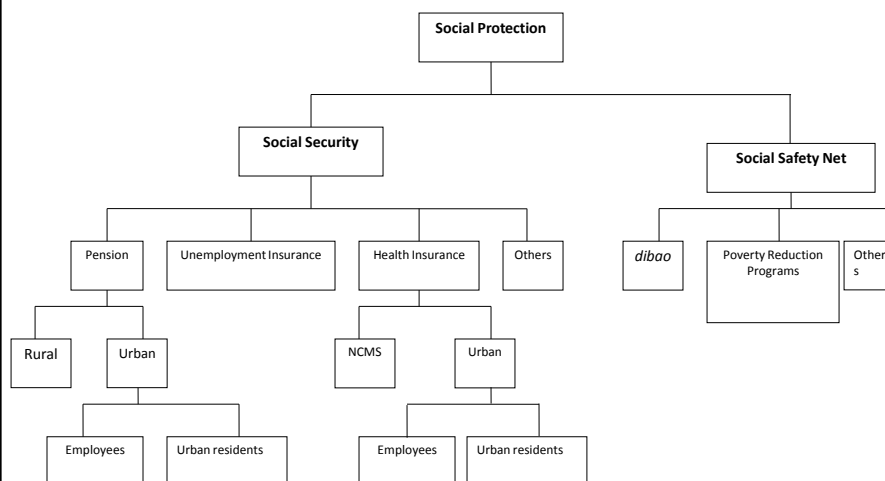 Social Protection
Social Security
Social Safety Net
Pension
Unemployment Insurance
Health Insurance
Others
dibao
Poverty Reduction
Programs
Other
s
Rural
Urban
NCMS
Urban
Employees
Urban residents
Employees
Urban residents